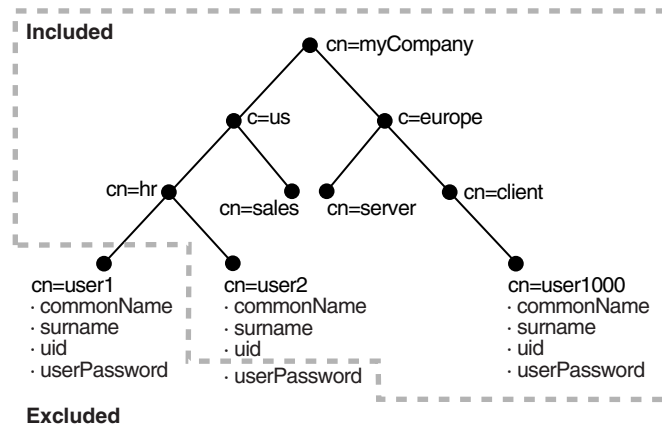 Included
cn=myCompany
c=us
c=europe
cn=hr
cn=sales
cn=server
cn=client
cn=user1
· commonName
· surname
· uid
· userPassword
cn=user2
· commonName
· surname
· uid
· userPassword
cn=user1000
· commonName
· surname
· uid
· userPassword
Excluded